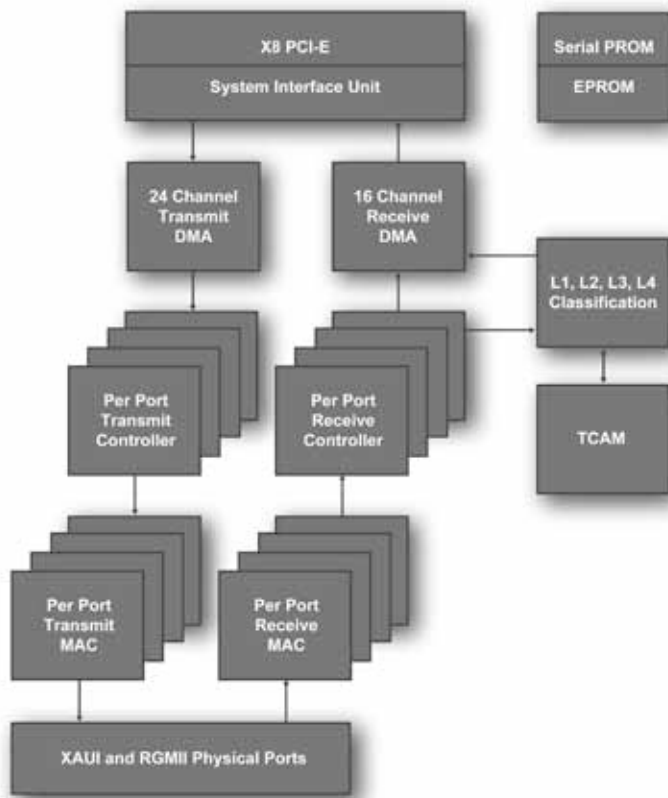 X8 PCI-E
System Interface Unit
Serial PROM
EPROM
24 Channel
Transmit
DMA
16 Channel
Receive
DMA
L1, L2, L3, L4
Classification
Per Port
Transmit
Controller
Per Port
Receive
Controller
TCAM
Per Port
Transmit
MAC
Per Port
Receive
MAC
XAUI and RGMII Physical Ports